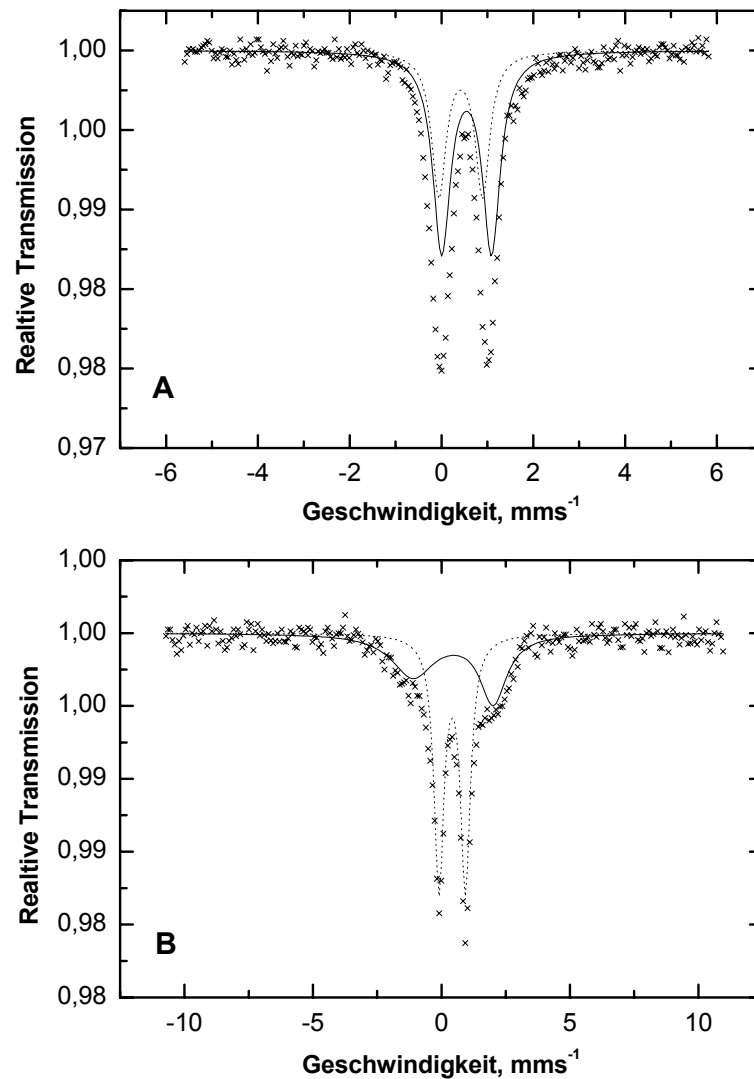 1,00
1,00
0,99
0,98
0,98
0,97
Realtive Transmission
A
-6 -4 -2 0 2 4 6
Geschwindigkeit, mms-1
1,00
1,00
1,00
0,99
0,99
0,98
0,98
Realtive Transmission
B
-10 -5 0 5 10
Geschwindigkeit, mms-1